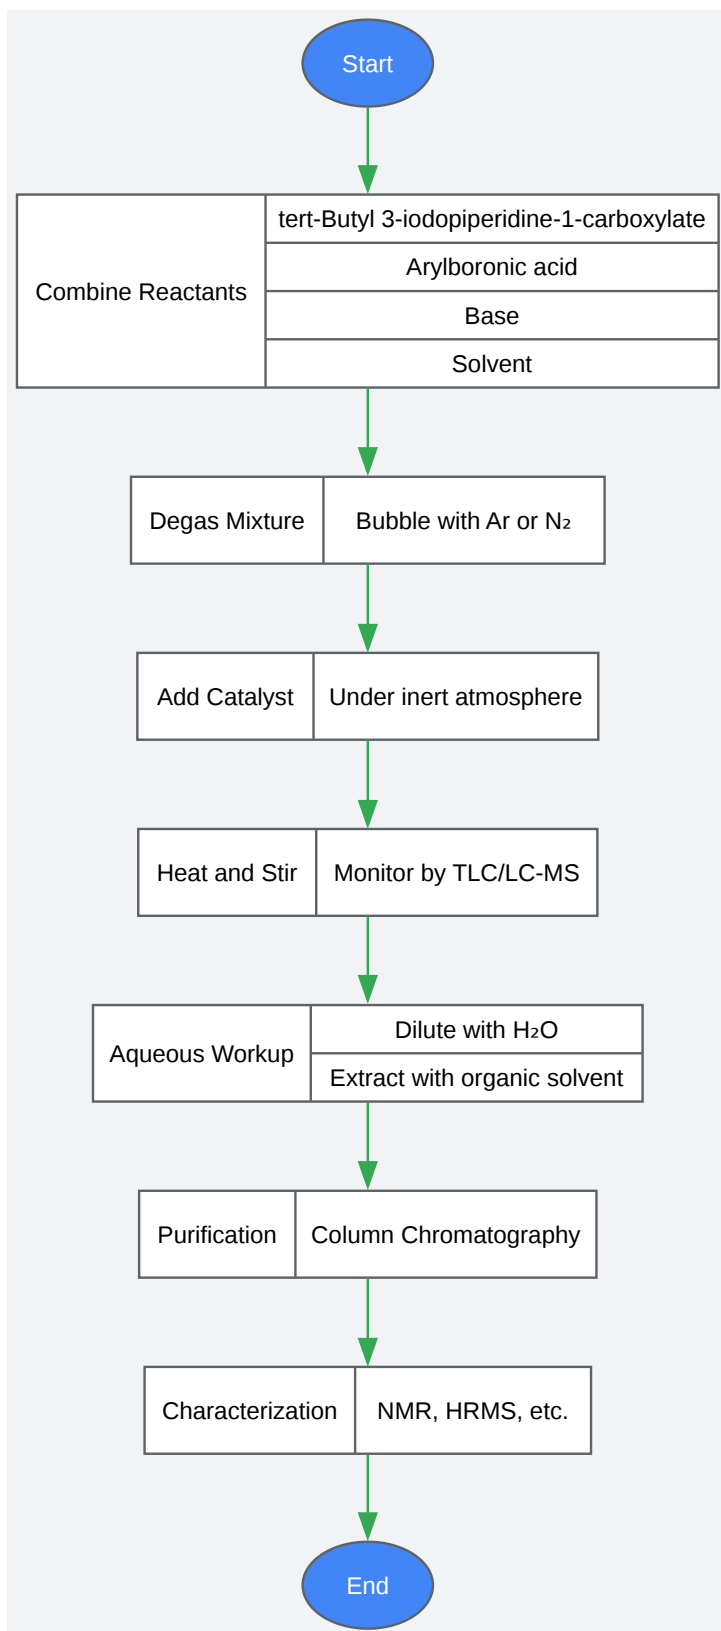 Start
Combine Reactants
tert-Butyl 3-iodopiperidine-1-carboxylate
Arylboronic acid
Base
Solvent
Degas Mixture
Bubble with Ar or N₂
Add Catalyst
Under inert atmosphere
Heat and Stir
Monitor by TLC/LC-MS
Aqueous Workup
Dilute with H₂O
Extract with organic solvent
Purification
Column Chromatography
Characterization
NMR, HRMS, etc.
End